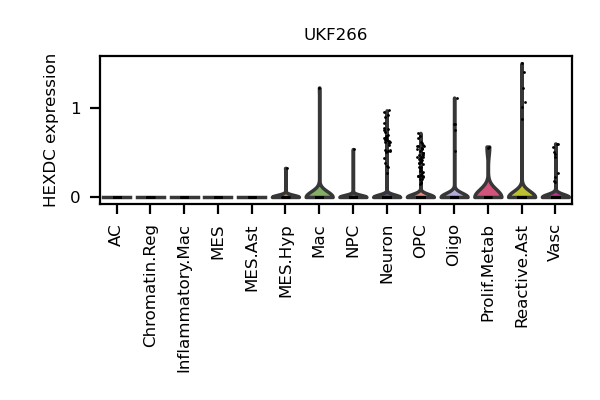 UKF266
HEXDC expression
1
0
AC
Chromatin.Reg
Inflammatory.Mac
MES
MES.Ast
MES.Hyp
Mac
NPC
Neuron
OPC
Oligo
Prolif.Metab
Reactive.Ast
Vasc